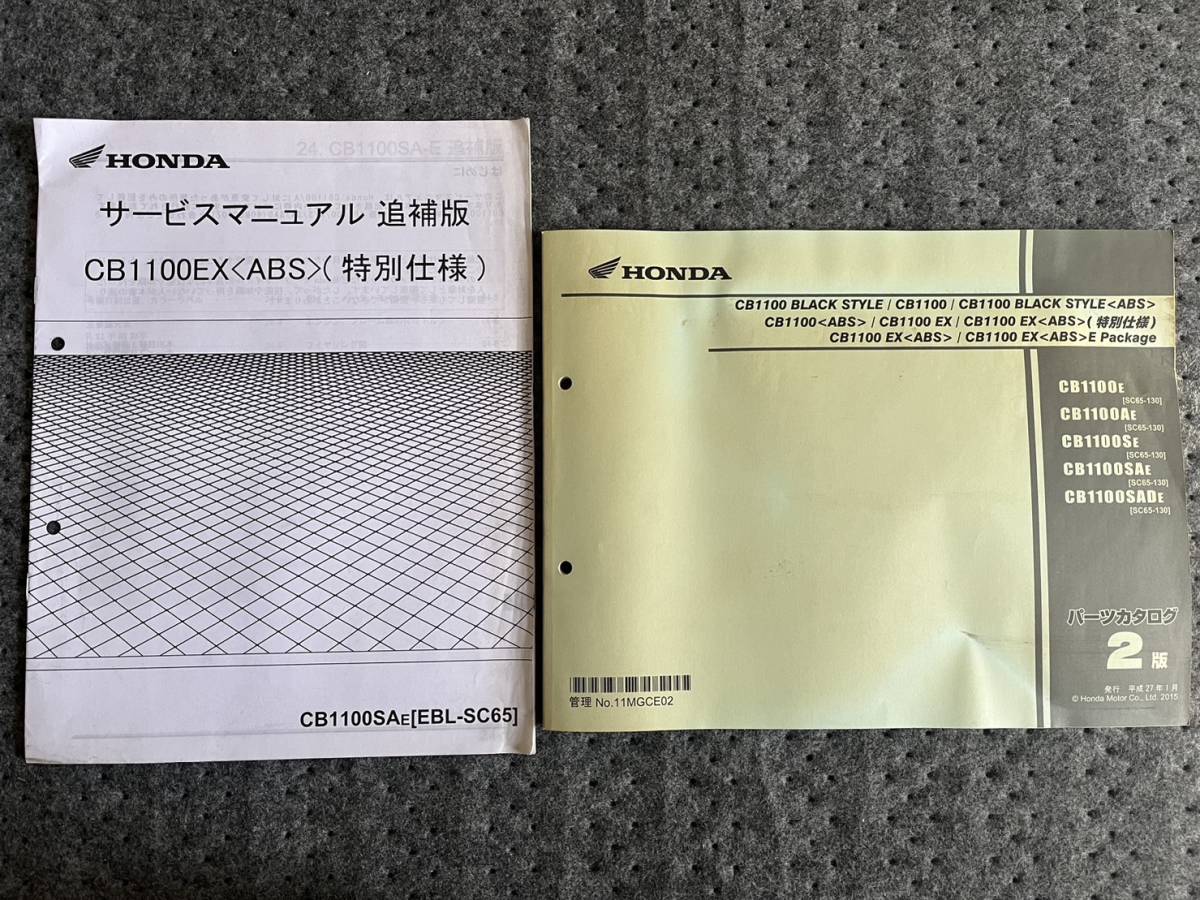 HONDA
サービスマニュアル 追補版
CB1100EX<ABS>(特別仕様)
CB1100SAE[EBL-SC65]
24. CB1100SA-E 追補版
はじめに
HONDA
CB1100 BLACK STYLE / CB1100 / CB1100 BLACK STYLE<ABS>
CB1100<ABS> / CB1100 EX / CB1100 EX<ABS>(特別仕様)
CB1100 EX<ABS> / CB1100 EX<ABS>E Package
CB1100E
[SC65-130]
CB1100AE
[SC65-130]
CB1100SE
[SC65-130]
CB1100SAE
[SC65-130]
CB1100SADE
[SC65-130]
パーツカタログ
2版
発行 平成27年1月
© Honda Motor Co., Ltd. 2015
管理 No.11MGCE02